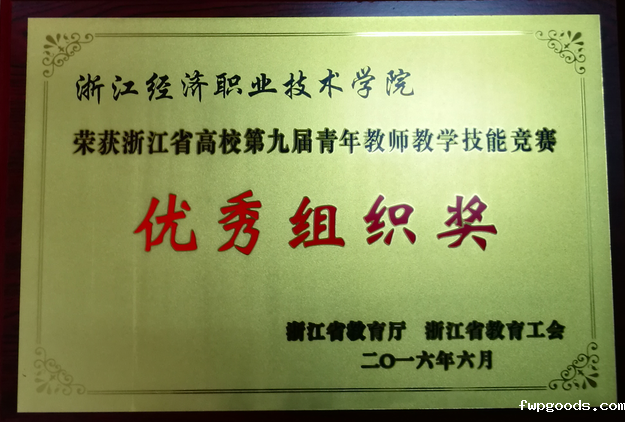 浙江经济职业技术学院
荣获浙江省高校第九届青年教师教学技能竞赛
优秀组织奖
浙江省教育厅 浙江省教育工会
二〇一六年六月
fwpgoods.com